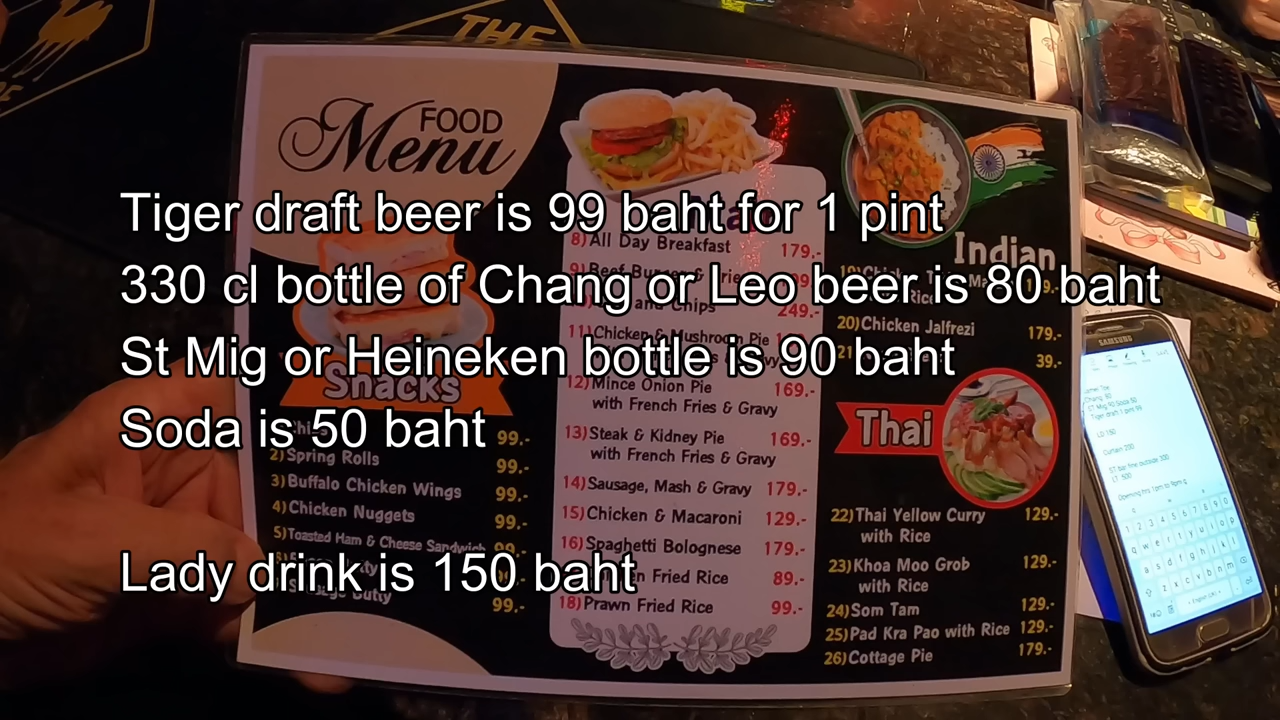 THE
FOOD
Menu
Tiger draft beer is 99 baht for 1 pint
330 cl bottle of Chang or Leo beer is 80 baht
St Mig or Heineken bottle is 90 baht
Soda is 50 baht
Lady drink is 150 baht
Snacks
99.-
2)Spring Rolls 99.-
3)Buffalo Chicken Wings 99.-
4)Chicken Nuggets 99.-
5)Toasted Ham & Cheese Sandwich 99.-
99.-
8)All Day Breakfast 179.-
and Chips 249.-
11)Chicken & Mushroom Pie
12)Mince Onion Pie 169.-
with French Fries & Gravy
13)Steak & Kidney Pie 169.-
with French Fries & Gravy
14)Sausage, Mash & Gravy 179.-
15)Chicken & Macaroni 129.-
16)Spaghetti Bolognese 179.-
Fried Rice 89.-
18)Prawn Fried Rice 99.-
Indian
20)Chicken Jalfrezi 179.-
21) 39.-
Thai
22)Thai Yellow Curry 129.-
with Rice
23)Khoa Moo Grob 129.-
with Rice
24)Som Tam 129.-
25)Pad Kra Pao with Rice 129.-
26)Cottage Pie 179.-
SAMSUNG